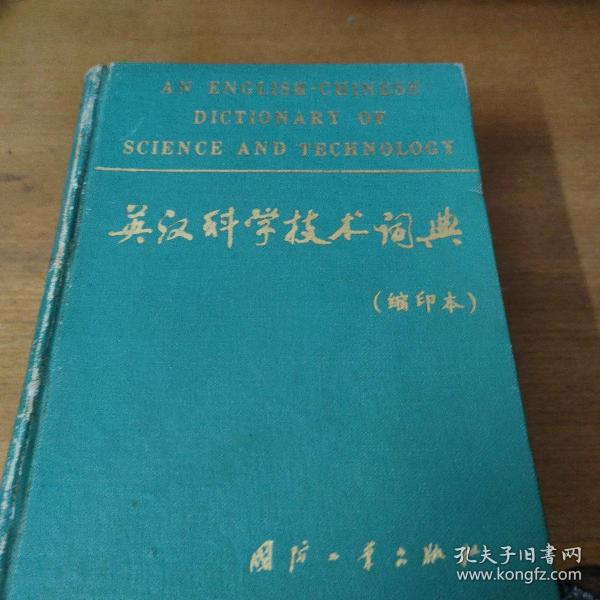 AN ENGLISH-CHINESE
DICTIONARY OF
SCIENCE AND TECHNOLOGY
英汉科学技术词典
(缩印本)
国防工业出版社
孔夫子旧书网
www.kongfz.com